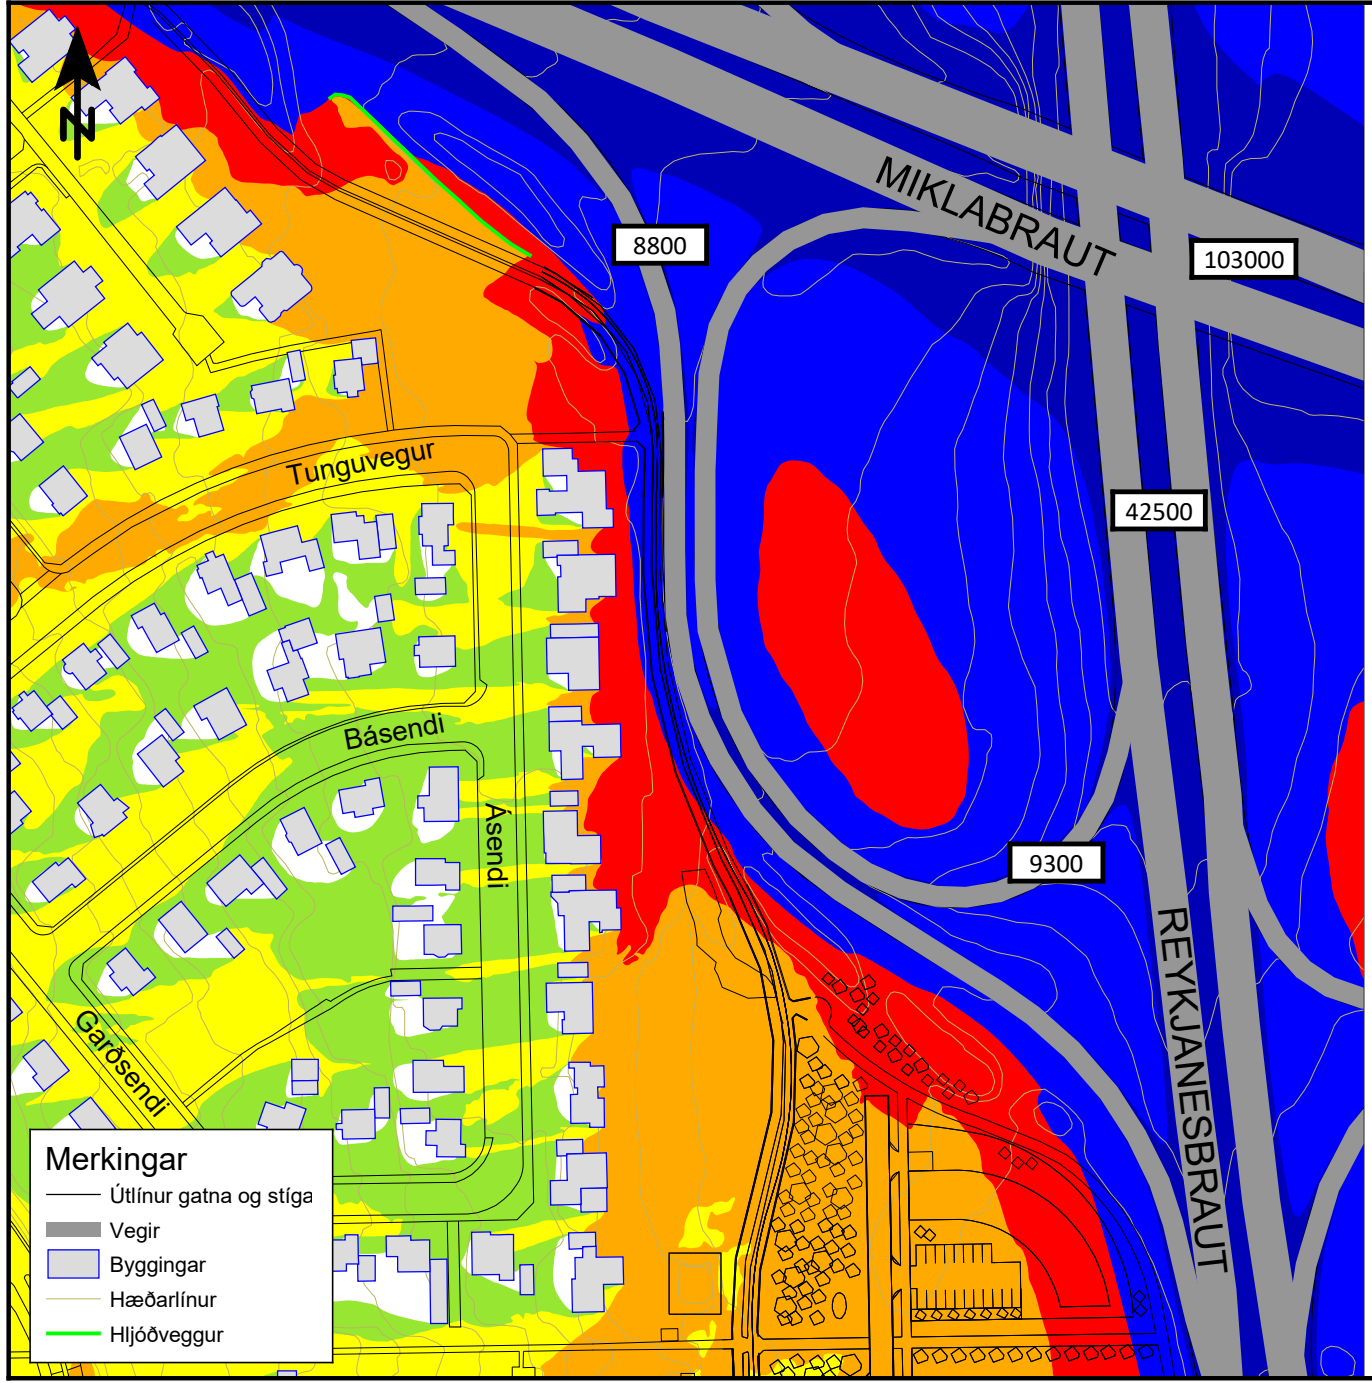 N
MIKLABRAUT
8800
103000
Tunguvegur
42500
Básendi
Ásendi
9300
REYKJANESBRAUT
Garðsendi
Merkingar
Útlínur gatna og stíga
Vegir
Byggingar
Hæðarlínur
Hljóðveggur